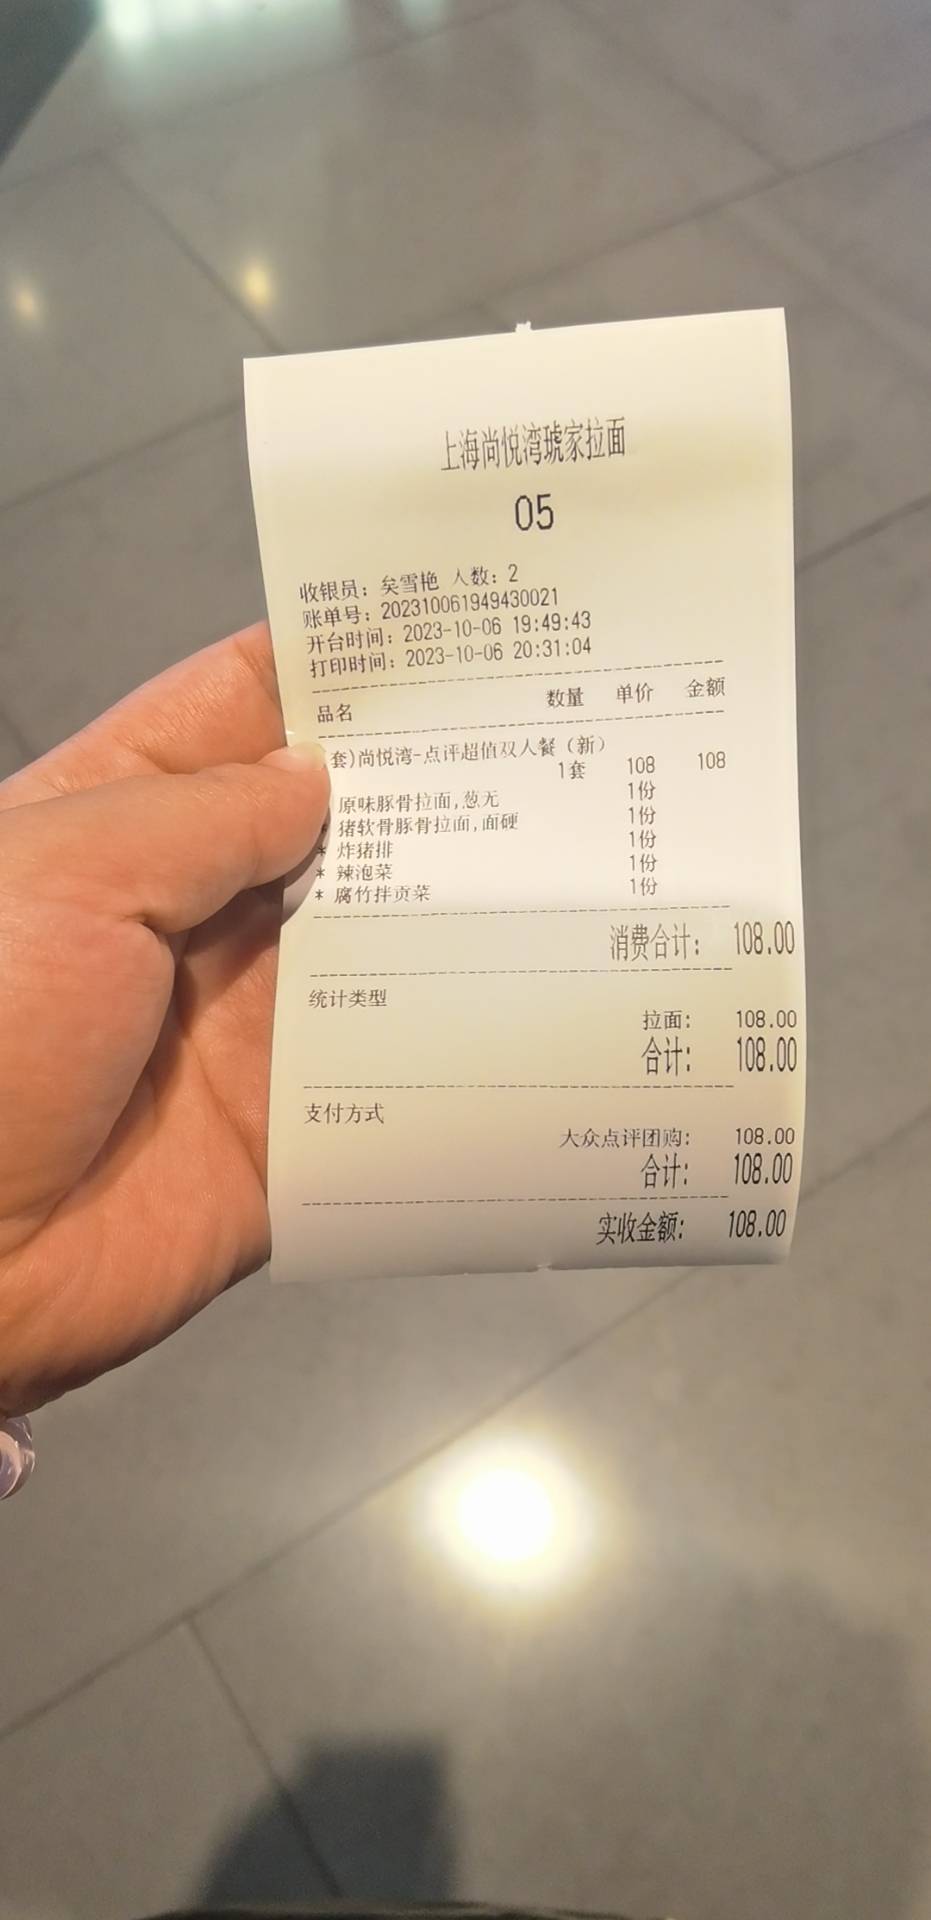 上海尚悦湾琥家拉面
05
收银员：矣雪艳 人数：2
账单号：202310061949430021
开台时间：2023-10-06 19:49:43
打印时间：2023-10-06 20:31:04
品名 数量 单价 金额
套)尚悦湾-点评超值双人餐（新）
1套 108 108
原味豚骨拉面,葱无 1份
* 猪软骨豚骨拉面,面硬 1份
* 炸猪排 1份
* 辣泡菜 1份
* 腐竹拌贡菜 1份
消费合计： 108.00
统计类型
拉面: 108.00
合计: 108.00
支付方式
大众点评团购: 108.00
合计: 108.00
实收金额: 108.00